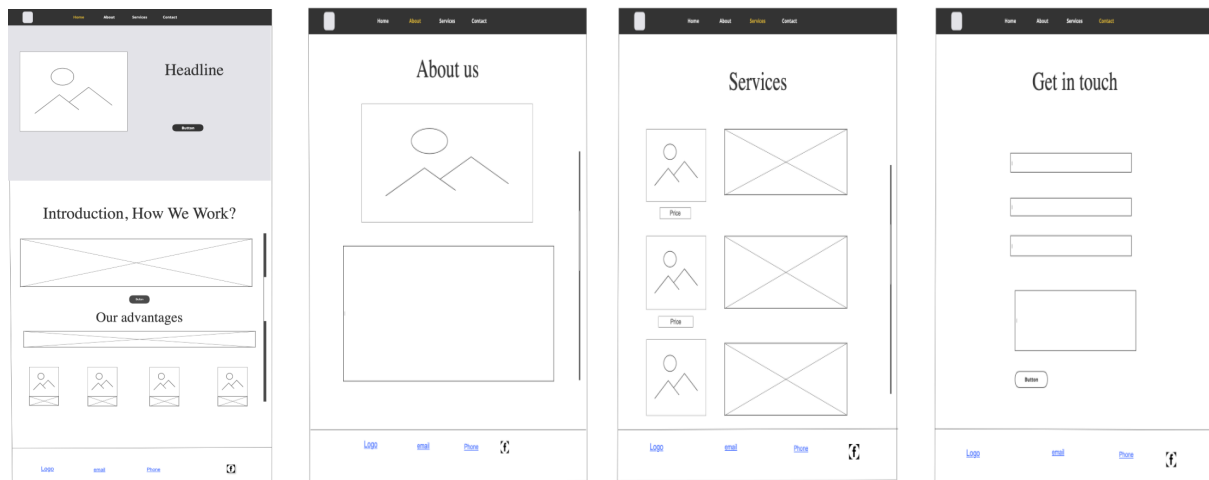 Home About Services Contact
Headline
Button
Introduction, How We Work?
Our advantages
Logo email Phone
Home About Services Contact
About us
Logo email Phone f
Home About Services Contact
Services
Price
Price
Logo email Phone f
Home About Services Contact
Get in touch
Button
Logo email Phone f